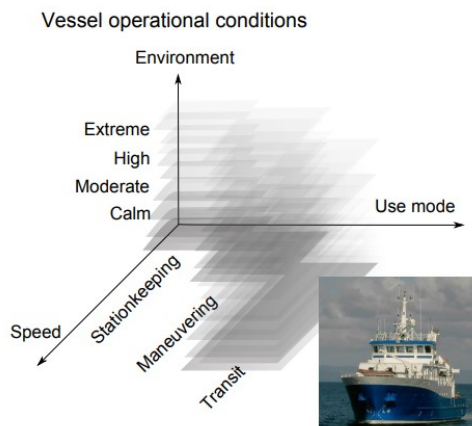 Vessel operational conditions
Environment
Extreme
High
Moderate
Calm
Use mode
Stationkeeping
Speed
Maneuvering
Transit